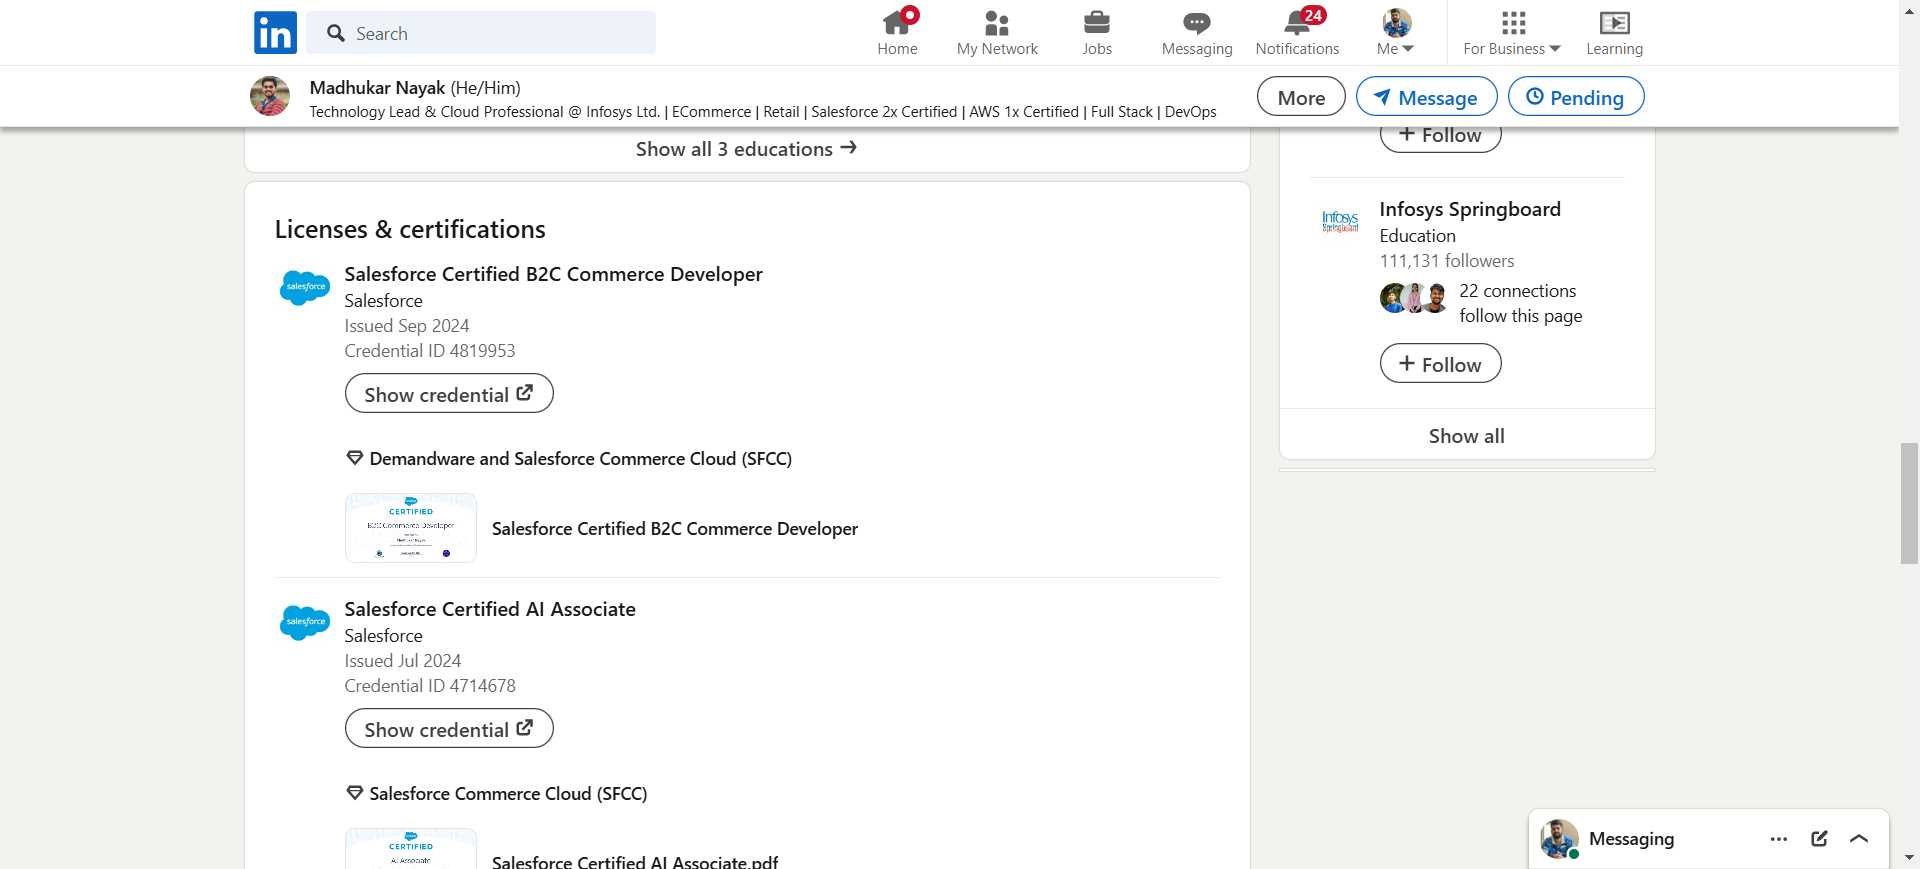 in
Search
Home
My Network
Jobs
Messaging
24
Notifications
Me
For Business
Learning
Madhukar Nayak (He/Him)
Technology Lead & Cloud Professional @ Infosys Ltd. | ECommerce | Retail | Salesforce 2x Certified | AWS 1x Certified | Full Stack | DevOps
More
Message
Pending
Show all 3 educations
Licenses & certifications
salesforce
Salesforce Certified B2C Commerce Developer
Salesforce
Issued Sep 2024
Credential ID 4819953
Show credential
Demandware and Salesforce Commerce Cloud (SFCC)
CERTIFIED
B2C Commerce Developer
Salesforce Certified B2C Commerce Developer
salesforce
Salesforce Certified AI Associate
Salesforce
Issued Jul 2024
Credential ID 4714678
Show credential
Salesforce Commerce Cloud (SFCC)
CERTIFIED
AI Associate
Salesforce Certified AI Associate.pdf
+ Follow
Infosys
Springboard
Infosys Springboard
Education
111,131 followers
22 connections
follow this page
+ Follow
Show all
Messaging